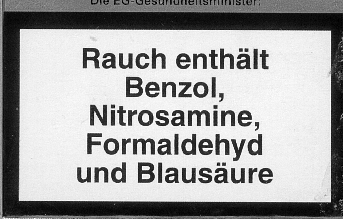 Die EG-Gesundheitsminister:
Rauch enthält
Benzol,
Nitrosamine,
Formaldehyd
und Blausäure